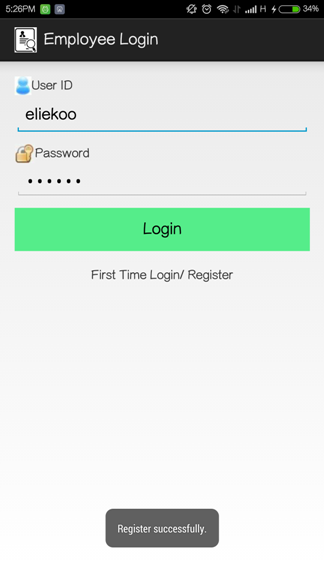 5:26PM H 34%
Employee Login
User ID
eliekoo
Password
••••••
Login
First Time Login/ Register
Register successfully.